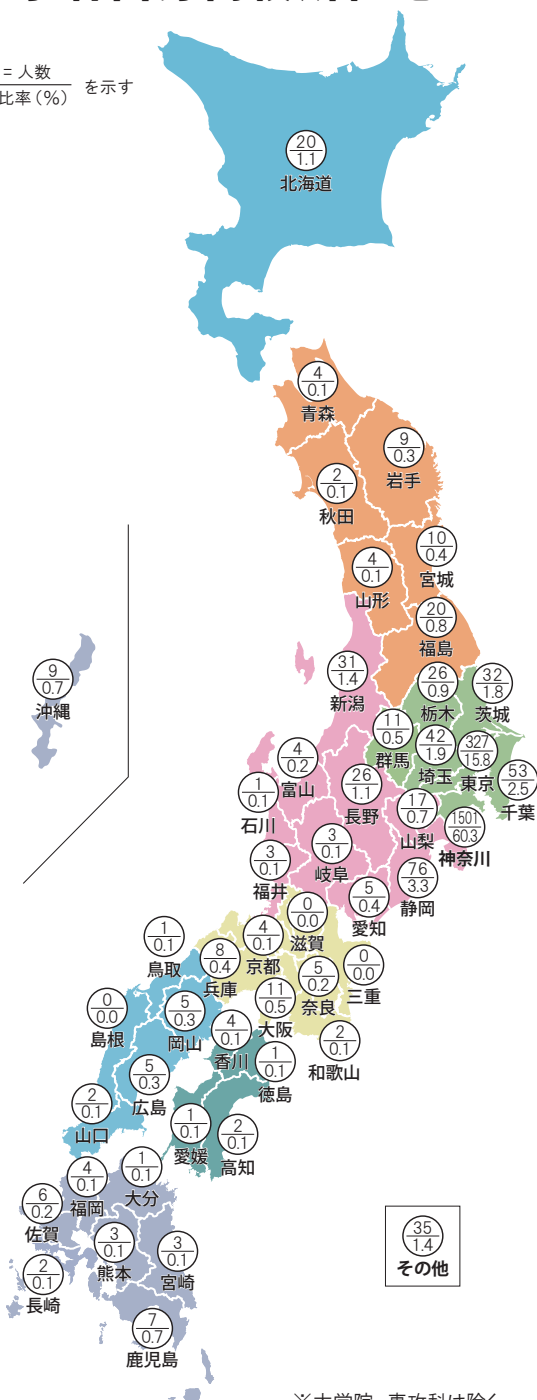 = 人数
比率(%)
を示す
20
1.1
北海道
4
0.1
青森
9
0.3
岩手
2
0.1
秋田
10
0.4
宮城
4
0.1
山形
20
0.8
福島
31
1.4
新潟
26
0.9
栃木
32
1.8
茨城
9
0.7
沖縄
11
0.5
群馬
42
1.9
埼玉
327
15.8
東京
53
2.5
千葉
4
0.2
富山
26
1.1
長野
1
0.1
石川
17
0.7
山梨
1501
60.3
神奈川
3
0.1
岐阜
3
0.1
福井
76
3.3
静岡
5
0.4
愛知
0
0.0
滋賀
1
0.1
鳥取
4
0.1
京都
8
0.4
兵庫
5
0.2
奈良
0
0.0
三重
11
0.5
大阪
0
0.0
島根
5
0.3
岡山
2
0.1
和歌山
4
0.1
香川
1
0.1
徳島
5
0.3
広島
2
0.1
山口
1
0.1
愛媛
2
0.1
高知
4
0.1
福岡
1
0.1
大分
6
0.2
佐賀
3
0.1
熊本
3
0.1
宮崎
2
0.1
長崎
7
0.7
鹿児島
35
1.4
その他